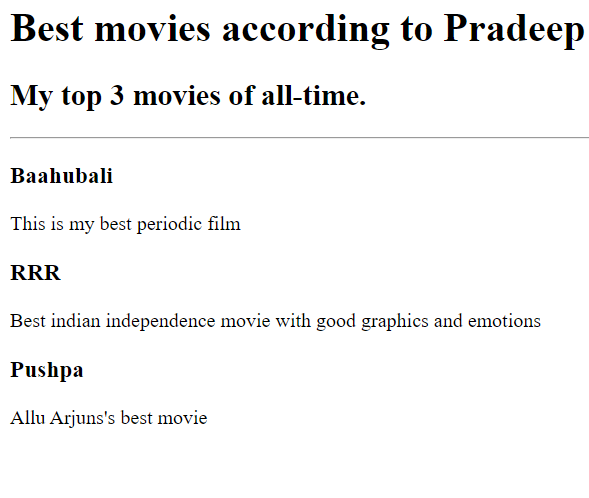 Best movies according to Pradeep
My top 3 movies of all-time.
Baahubali
This is my best periodic film
RRR
Best indian independence movie with good graphics and emotions
Pushpa
Allu Arjuns's best movie